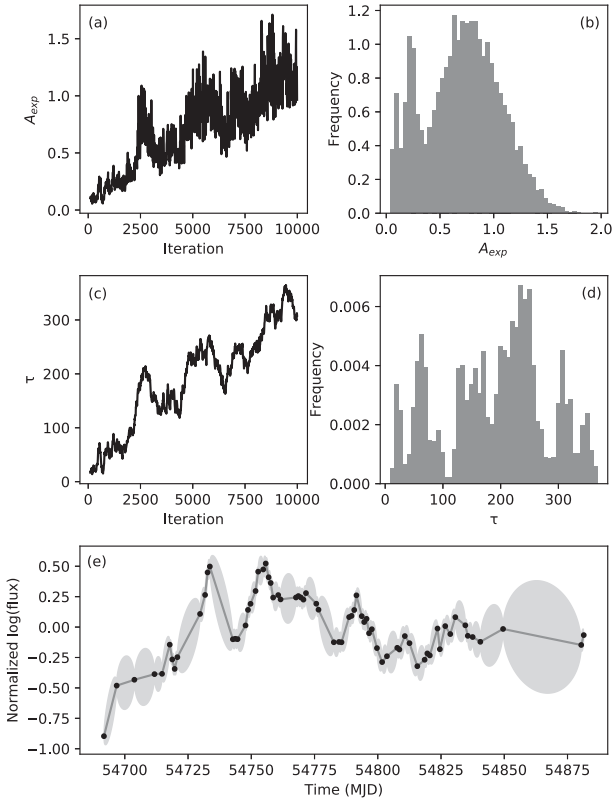 (a)
1.5
1.0
0.5
0.0
A_exp
0 2500 5000 7500 10000
Iteration
(b)
1.2
1.0
0.8
0.6
0.4
0.2
0.0
Frequency
0.0 0.5 1.0 1.5 2.0
A_exp
(c)
300
200
100
0
τ
0 2500 5000 7500 10000
Iteration
(d)
0.006
0.004
0.002
0.000
Frequency
0 100 200 300
τ
(e)
0.50
0.25
0.00
−0.25
−0.50
−0.75
−1.00
Normalized log(flux)
54700 54725 54750 54775 54800 54825 54850 54875
Time (MJD)